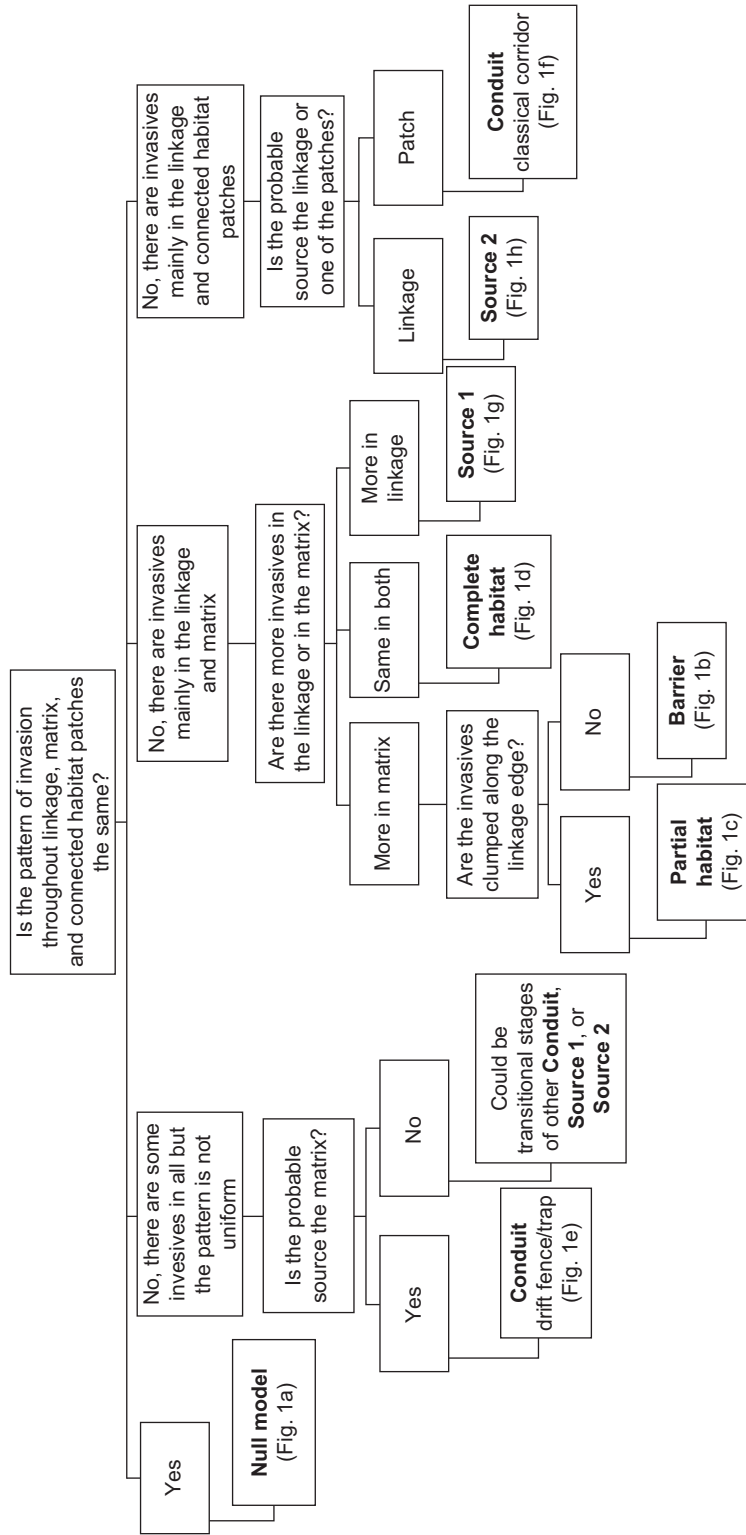 Is the pattern of invasion
throughout linkage, matrix,
and connected habitat patches
the same?
Yes
Null model
(Fig. 1a)
No, there are some
invesives in all but
the pattern is not
uniform
Is the probable
source the matrix?
Yes
Conduit
drift fence/trap
(Fig. 1e)
No
Could be
transitional stages
of other Conduit,
Source 1, or
Source 2
No, there are invasives
mainly in the linkage
and matrix
Are there more invasives in
the linkage or in the matrix?
More in matrix
Are the invasives
clumped along the
linkage edge?
Yes
Partial
habitat
(Fig. 1c)
No
Barrier
(Fig. 1b)
Same in both
Complete
habitat
(Fig. 1d)
More in
linkage
Source 1
(Fig. 1g)
No, there are invasives
mainly in the linkage
and connected habitat
patches
Is the probable
source the linkage or
one of the patches?
Linkage
Source 2
(Fig. 1h)
Patch
Conduit
classical corridor
(Fig. 1f)